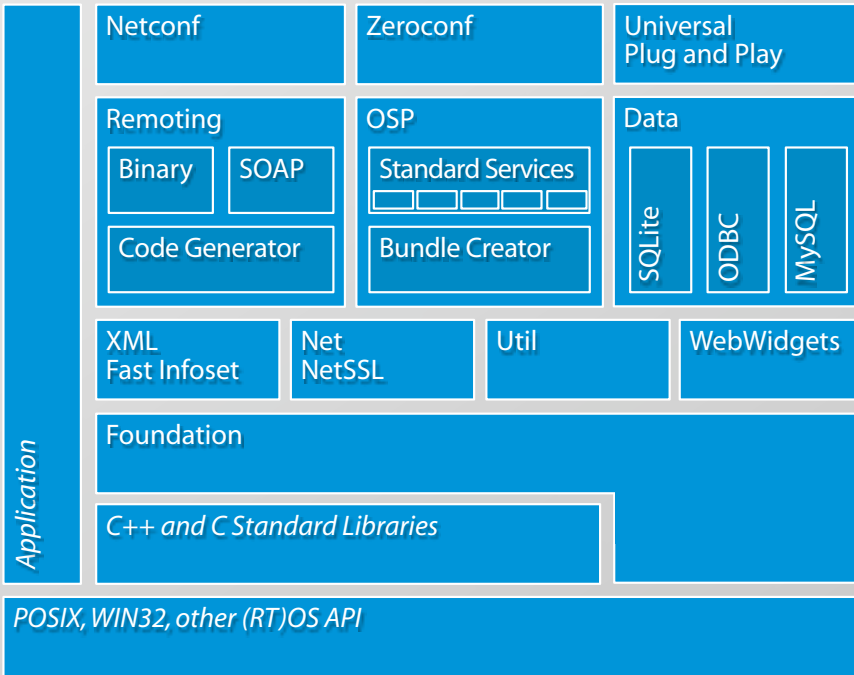 Netconf
Zeroconf
Universal
Plug and Play
Remoting
Binary
SOAP
Code Generator
OSP
Standard Services
Bundle Creator
Data
SQLite
ODBC
MySQL
XML
Fast Infoset
Net
NetSSL
Util
WebWidgets
Foundation
C++ and C Standard Libraries
Application
POSIX, WIN32, other (RT)OS API